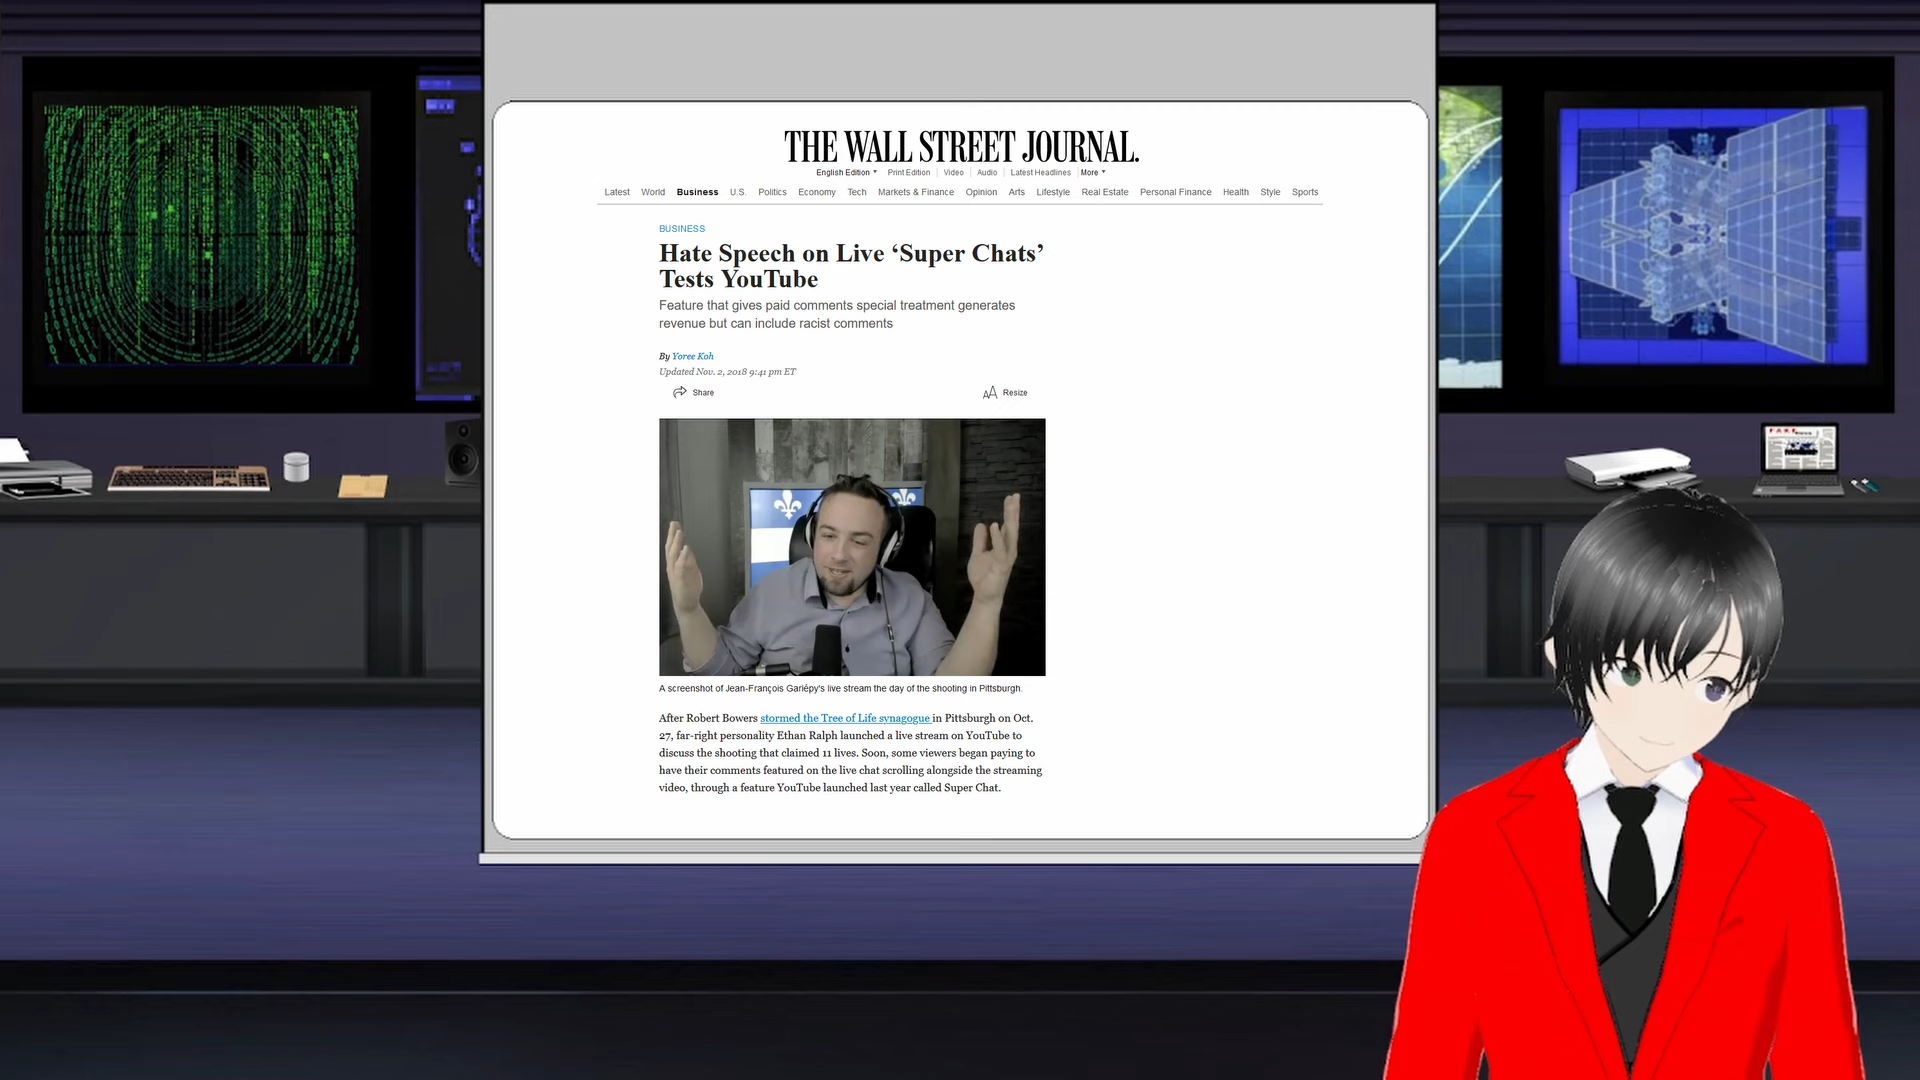 THE WALL STREET JOURNAL.
English Edition Print Edition Video Audio Latest Headlines More
Latest World Business U.S. Politics Economy Tech Markets & Finance Opinion Arts Lifestyle Real Estate Personal Finance Health Style Sports
BUSINESS
Hate Speech on Live ‘Super Chats’
Tests YouTube
Feature that gives paid comments special treatment generates
revenue but can include racist comments
By Yoree Koh
Updated Nov. 2, 2018 9:41 pm ET
Share
AA Resize
A screenshot of Jean-François Gariépy's live stream the day of the shooting in Pittsburgh.
After Robert Bowers stormed the Tree of Life synagogue in Pittsburgh on Oct.
27, far-right personality Ethan Ralph launched a live stream on YouTube to
discuss the shooting that claimed 11 lives. Soon, some viewers began paying to
have their comments featured on the live chat scrolling alongside the streaming
video, through a feature YouTube launched last year called Super Chat.
FAKE